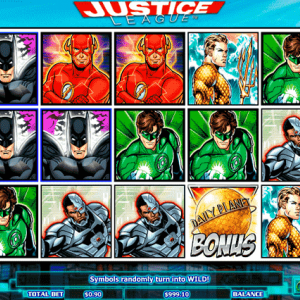 JUSTICE
LEAGUE
DAILY PLANET
BONUS
Symbols randomly turn into WILD!
TOTAL BET $0.90 $999.10 BALANCE